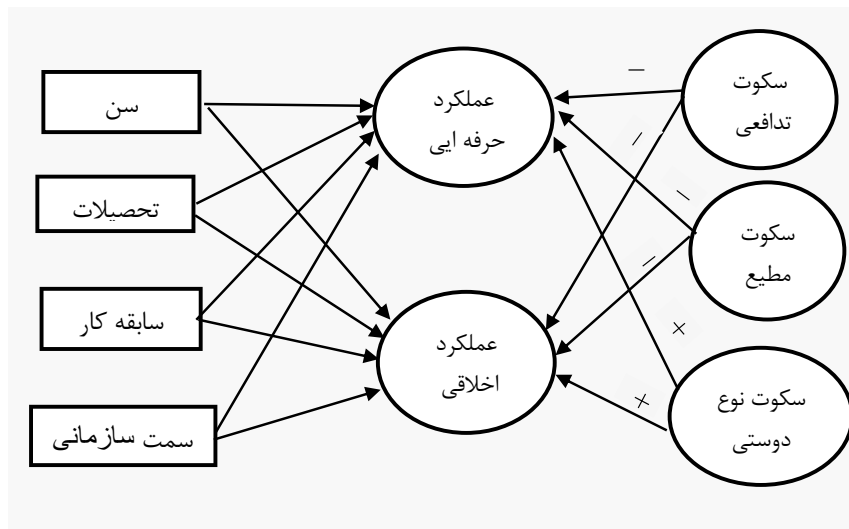 سکوت
تدافعی
سکوت
مطیع
سکوت نوع
دوستی
عملکرد
حرفه ایی
عملکرد
اخلاقی
سن
تحصیلات
سابقه کار
سمت سازمانی
−
−
−
−
+
+